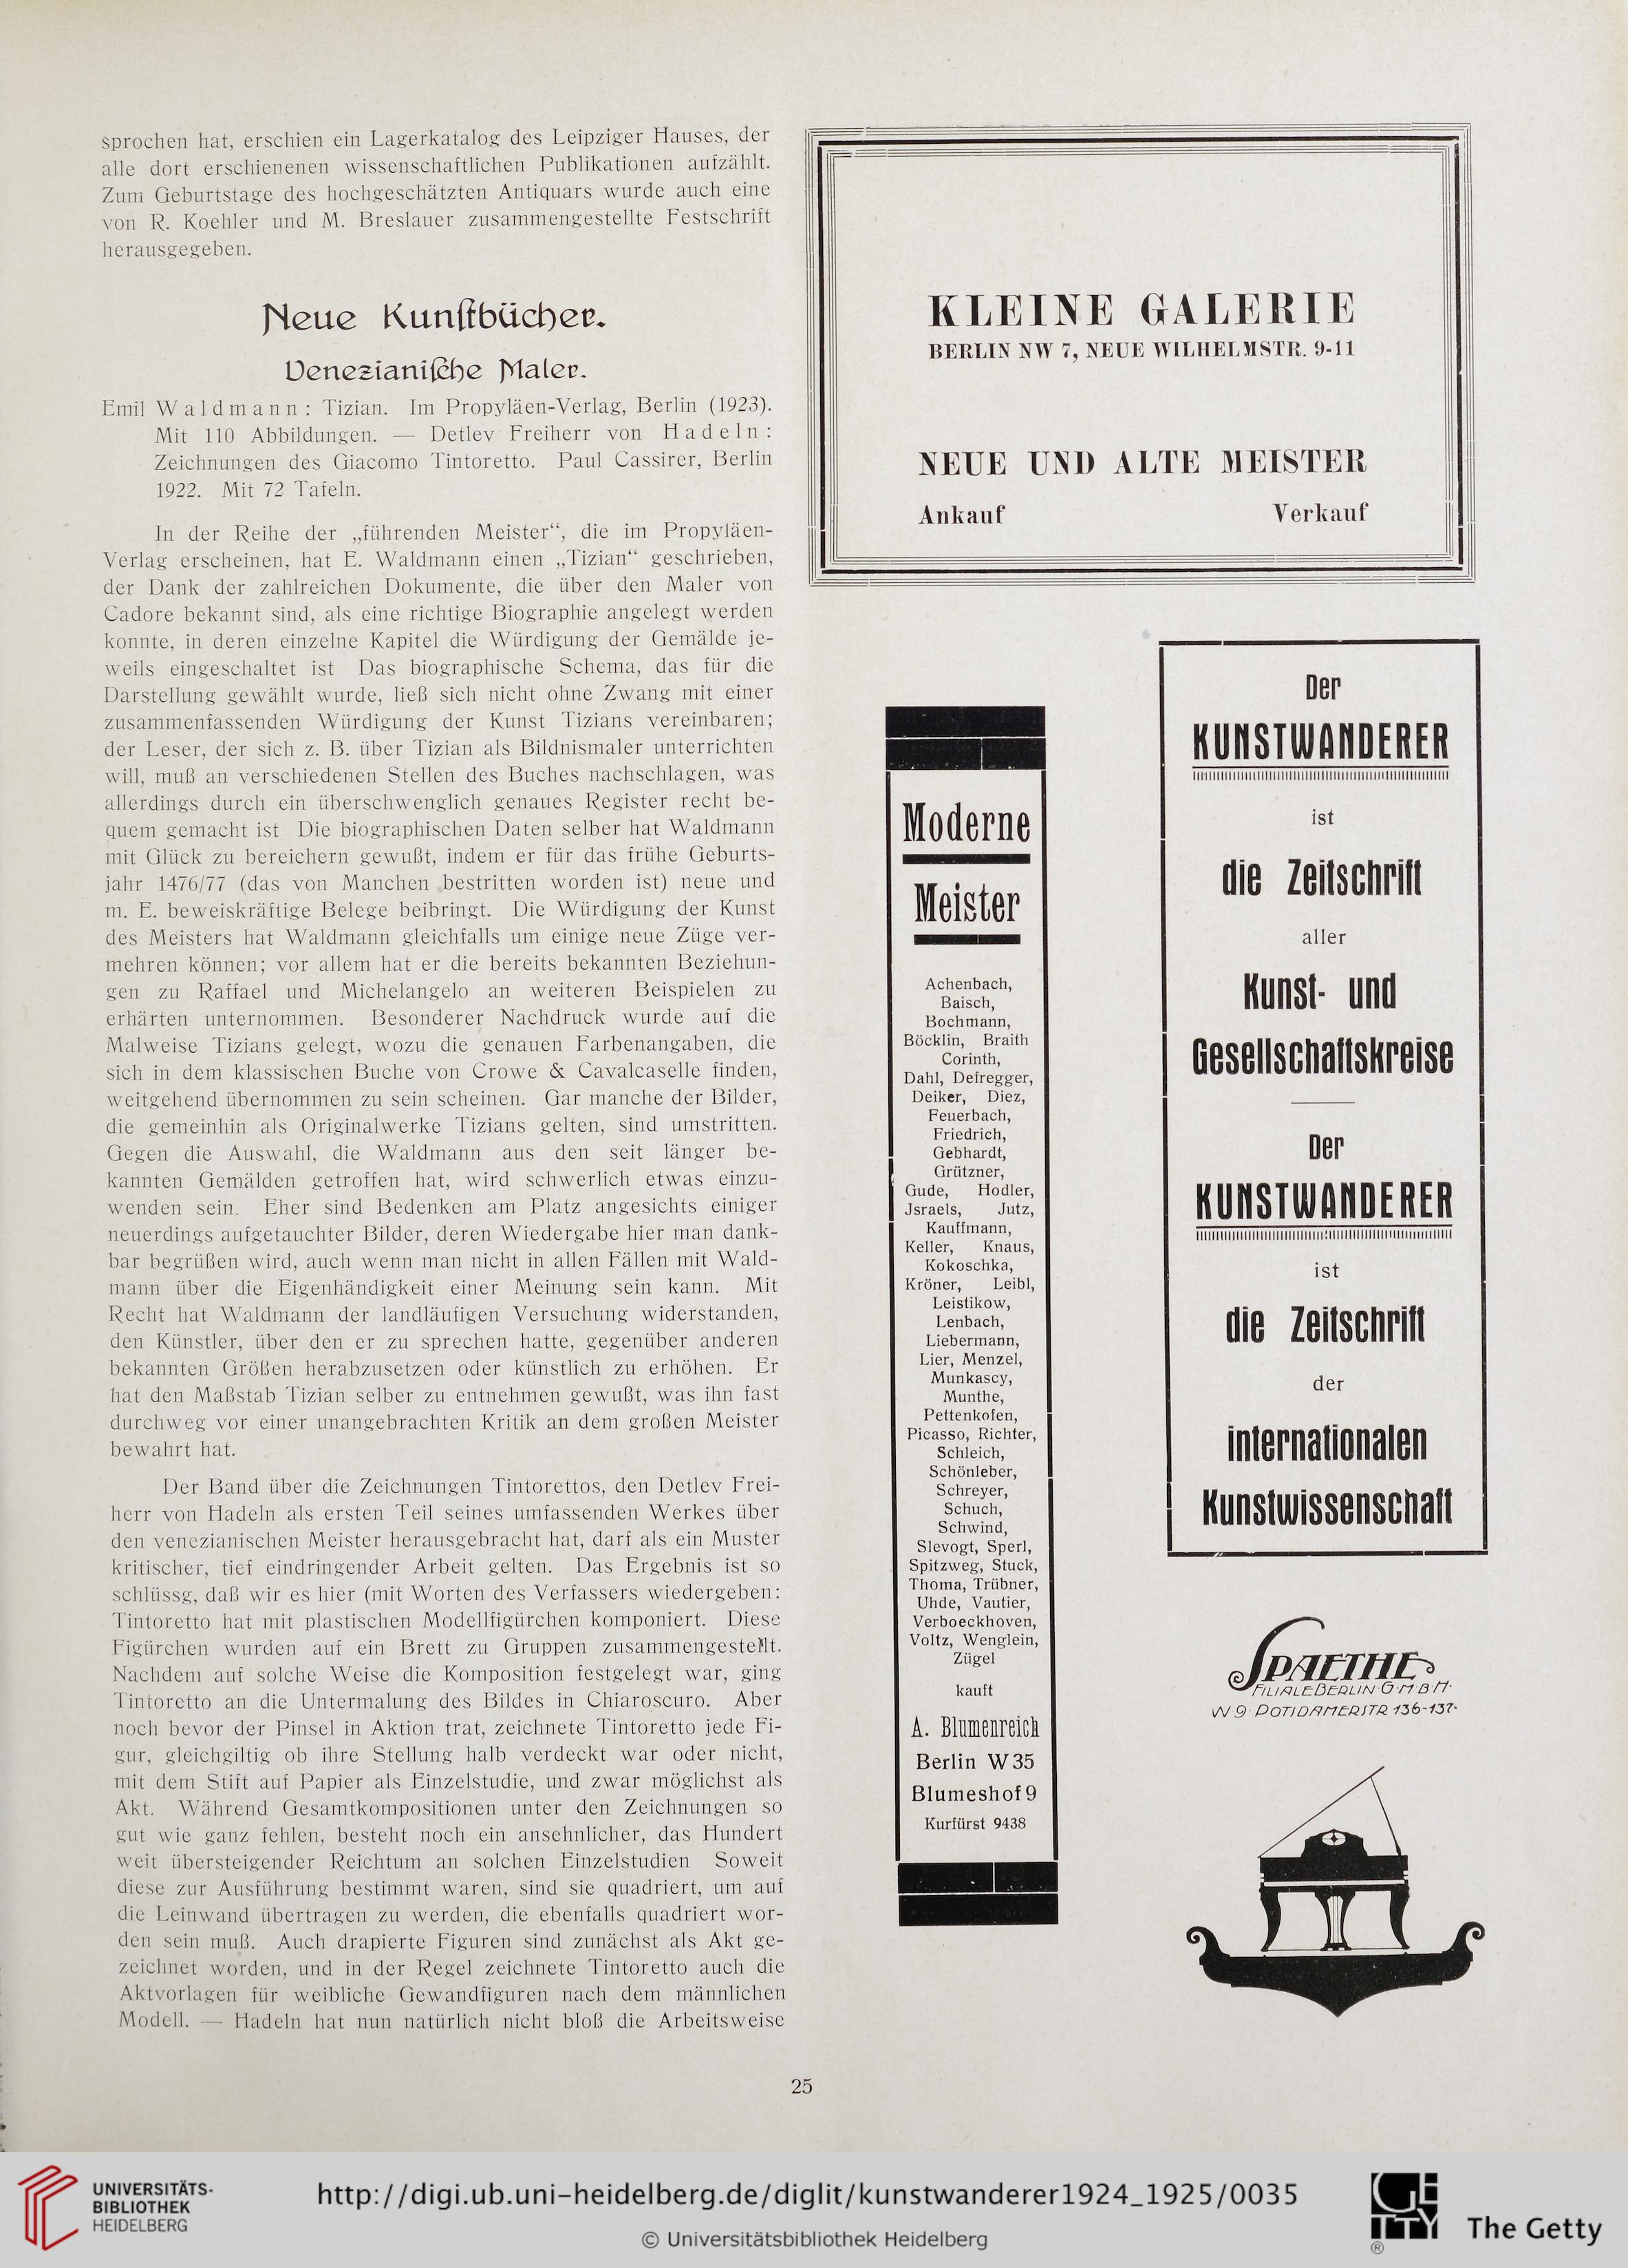 sprochen hat, erschien ein Lagerkatalog des Leipziger Hauses, der
alle dort erschienenen wissenschaftlichen Publikationen aufzählt.
Zum Geburtstage des hochgeschätzten Antiquars wurde auch eine
von R. Koehler und M. Breslauer zusammengestellte Festschrift
herausgegeben.
Neue Kunſtbücher.
Venezianiſche Maler.
Emil Waldmann: Tizian. Im Propyläen-Verlag, Berlin (1923).
Mit 110 Abbildungen. — Detlev Freiherr von Hadeln:
Zeichnungen des Giacomo Tintoretto. Paul Cassirer, Berlin
1922. Mit 72 Tafeln.
In der Reihe der „führenden Meister“, die im Propyläen-
Verlag erscheinen, hat E. Waldmann einen „Tizian“ geschrieben,
der Dank der zahlreichen Dokumente, die über den Maler von
Cadore bekannt sind, als eine richtige Biographie angelegt werden
konnte, in deren einzelne Kapitel die Würdigung der Gemälde je-
weils eingeschaltet ist Das biographische Schema, das für die
Darstellung gewählt wurde, ließ sich nicht ohne Zwang mit einer
zusammenfassenden Würdigung der Kunst Tizians vereinbaren;
der Leser, der sich z. B. über Tizian als Bildnismaler unterrichten
will, muß an verschiedenen Stellen des Buches nachschlagen, was
allerdings durch ein überschwenglich genaues Register recht be-
quem gemacht ist Die biographischen Daten selber hat Waldmann
mit Glück zu bereichern gewußt, indem er für das frühe Geburts-
jahr 1476/77 (das von Manchen bestritten worden ist) neue und
m. E. beweiskräftige Belege beibringt. Die Würdigung der Kunst
des Meisters hat Waldmann gleichfalls um einige neue Züge ver-
mehren können; vor allem hat er die bereits bekannten Beziehun-
gen zu Raffael und Michelangelo an weiteren Beispielen zu
erhärten unternommen. Besonderer Nachdruck wurde auf die
Malweise Tizians gelegt, wozu die genauen Farbenangaben, die
sich in dem klassischen Buche von Crowe & Cavalcaselle finden,
weitgehend übernommen zu sein scheinen. Gar manche der Bilder,
die gemeinhin als Originalwerke Tizians gelten, sind umstritten.
Gegen die Auswahl, die Waldmann aus den seit länger be-
kannten Gemälden getroffen hat, wird schwerlich etwas einzu-
wenden sein. Eher sind Bedenken am Platz angesichts einiger
neuerdings aufgetauchter Bilder, deren Wiedergabe hier man dank-
bar begrüßen wird, auch wenn man nicht in allen Fällen mit Wald-
mann über die Eigenhändigkeit einer Meinung sein kann. Mit
Recht hat Waldmann der landläufigen Versuchung widerstanden,
den Künstler, über den er zu sprechen hatte, gegenüber anderen
bekannten Größen herabzusetzen oder künstlich zu erhöhen. Er
hat den Maßstab Tizian selber zu entnehmen gewußt, was ihn fast
durchweg vor einer unangebrachten Kritik an dem großen Meister
bewahrt hat.
Der Band über die Zeichnungen Tintorettos, den Detlev Frei-
herr von Hadeln als ersten Teil seines umfassenden Werkes über
den venezianischen Meister herausgebracht hat, darf als ein Muster
kritischer, tief eindringender Arbeit gelten. Das Ergebnis ist so
schlüssg, daß wir es hier (mit Worten des Verfassers wiedergeben:
Tintoretto hat mit plastischen Modellfigürchen komponiert. Diese
Figürchen wurden auf ein Brett zu Gruppen zusammengestellt.
Nachdem auf solche Weise die Komposition festgelegt war, ging
Tintoretto an die Untermalung des Bildes in Chiaroscuro. Aber
noch bevor der Pinsel in Aktion trat, zeichnete Tintoretto jede Fi-
gur, gleichgiltig ob ihre Stellung halb verdeckt war oder nicht,
mit dem Stift auf Papier als Einzelstudie, und zwar möglichst als
Akt. Während Gesamtkompositionen unter den Zeichnungen so
gut wie ganz fehlen, besteht noch ein ansehnlicher, das Hundert
weit übersteigender Reichtum an solchen Einzelstudien Soweit
diese zur Ausführung bestimmt waren, sind sie quadriert, um auf
die Leinwand übertragen zu werden, die ebenfalls quadriert wor-
den sein muß. Auch drapierte Figuren sind zunächst als Akt ge-
zeichnet worden, und in der Regel zeichnete Tintoretto auch die
Aktvorlagen für weibliche Gewandfiguren nach dem männlichen
Modell. — Hadeln hat nun natürlich nicht bloß die Arbeitsweise
KLEINE GALERIE
BERLIN NW 7, NEUE WILHELMSTR. 9-11
NEUE UND ALTE MEISTER
Ankauf Verkauf
Moderne
Meister
Achenbach,
Baisch,
Bochmann,
Böcklin, Braith
Corinth,
Dahl, Defregger,
Deiker, Diez,
Feuerbach,
Friedrich,
Gebhardt,
Grützner,
Gude, Hodler,
Jsraels, Jutz,
Kauffmann,
Keller, Knaus,
Kokoschka,
Kröner, Leibl,
Leistikow,
Lenbach,
Liebermann,
Lier, Menzel,
Munkascy,
Munthe,
Pettenkofen,
Picasso, Richter,
Schleich,
Schönleber,
Schreyer,
Schuch,
Schwind,
Slevogt, Sperl,
Spitzweg, Stuck,
Thoma, Trübner,
Uhde, Vautier,
Verboeckhoven,
Voltz, Wenglein,
Zügel
kauft
A. Blumenreich
Berlin W 35
Blumeshof 9
Kurfürst 9438
Der
KUNSTWANDERER
ist
die Zeitschrift
aller
Kunst- und
Gesellschaftskreise
Der
KUNSTWANDERER
ist
die Zeitschrift
der
internationalen
Kunstwissenschaft
SPAETHE
FILIALE BERLIN G·M·B·H·
W 9 · POTSDAMERSTR 136-137·
25
UNIVERSITÄTS-
BIBLIOTHEK
HEIDELBERG
http://digi.ub.uni-heidelberg.de/diglit/kunstwanderer1924_1925/0035
© Universitätsbibliothek Heidelberg
GETTY
®
The Getty